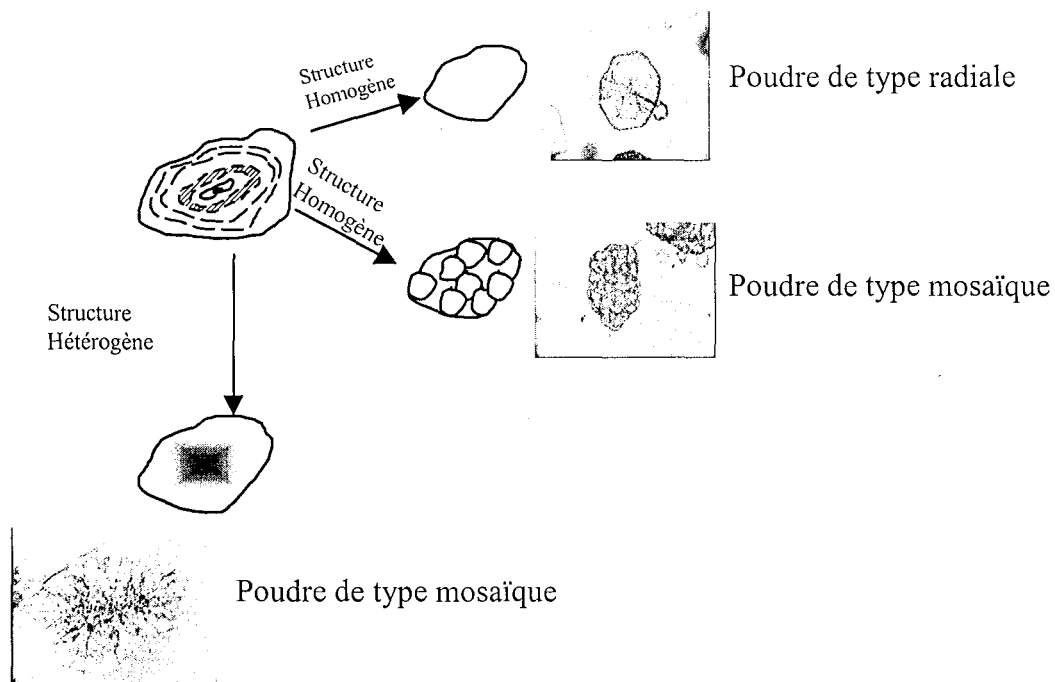 Structure
Homogène
Poudre de type radiale
Structure
Homogène
Poudre de type mosaïque
Structure
Hétérogène
Poudre de type mosaïque